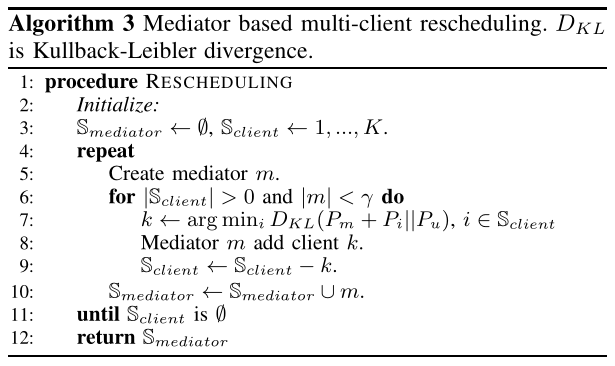 Algorithm 3 Mediator based multi-client rescheduling. $D_{KL}$
is Kullback-Leibler divergence.
1: procedure RESCHEDULING
2: Initialize:
3: $\mathbb{S}_{mediator} \leftarrow \emptyset$, $\mathbb{S}_{client} \leftarrow 1, ..., K$.
4: repeat
5: Create mediator $m$.
6: for $|\mathbb{S}_{client}| > 0$ and $|m| < \gamma$ do
7: $k \leftarrow \arg\min_i D_{KL}(P_m + P_i || P_u)$, $i \in \mathbb{S}_{client}$
8: Mediator $m$ add client $k$.
9: $\mathbb{S}_{client} \leftarrow \mathbb{S}_{client} - k$.
10: $\mathbb{S}_{mediator} \leftarrow \mathbb{S}_{mediator} \cup m$.
11: until $\mathbb{S}_{client}$ is $\emptyset$
12: return $\mathbb{S}_{mediator}$